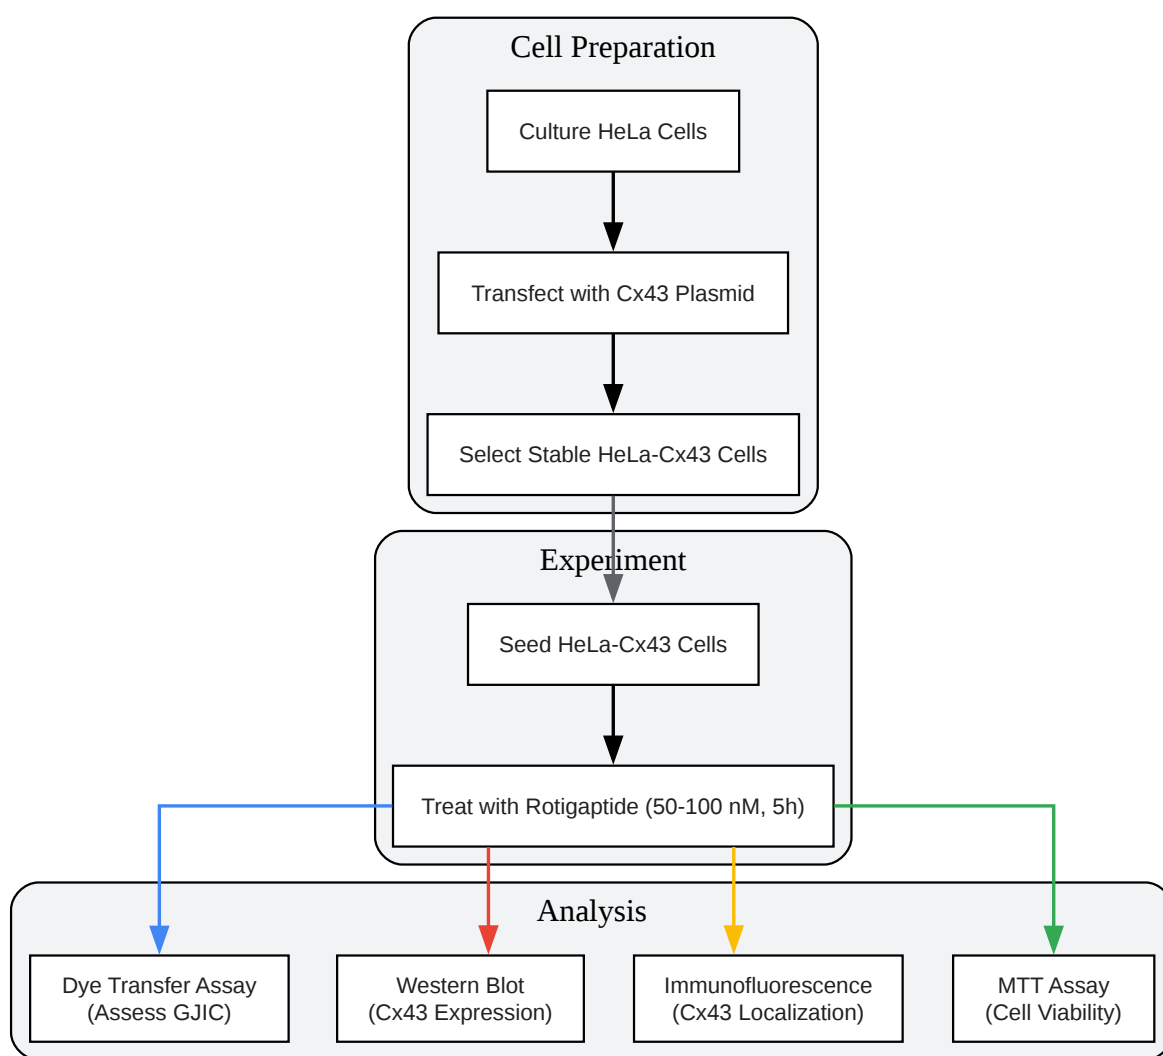 Cell Preparation
Culture HeLa Cells
Transfect with Cx43 Plasmid
Select Stable HeLa-Cx43 Cells
Experiment
Seed HeLa-Cx43 Cells
Treat with Rotigaptide (50-100 nM, 5h)
Analysis
Dye Transfer Assay
(Assess GJIC)
Western Blot
(Cx43 Expression)
Immunofluorescence
(Cx43 Localization)
MTT Assay
(Cell Viability)